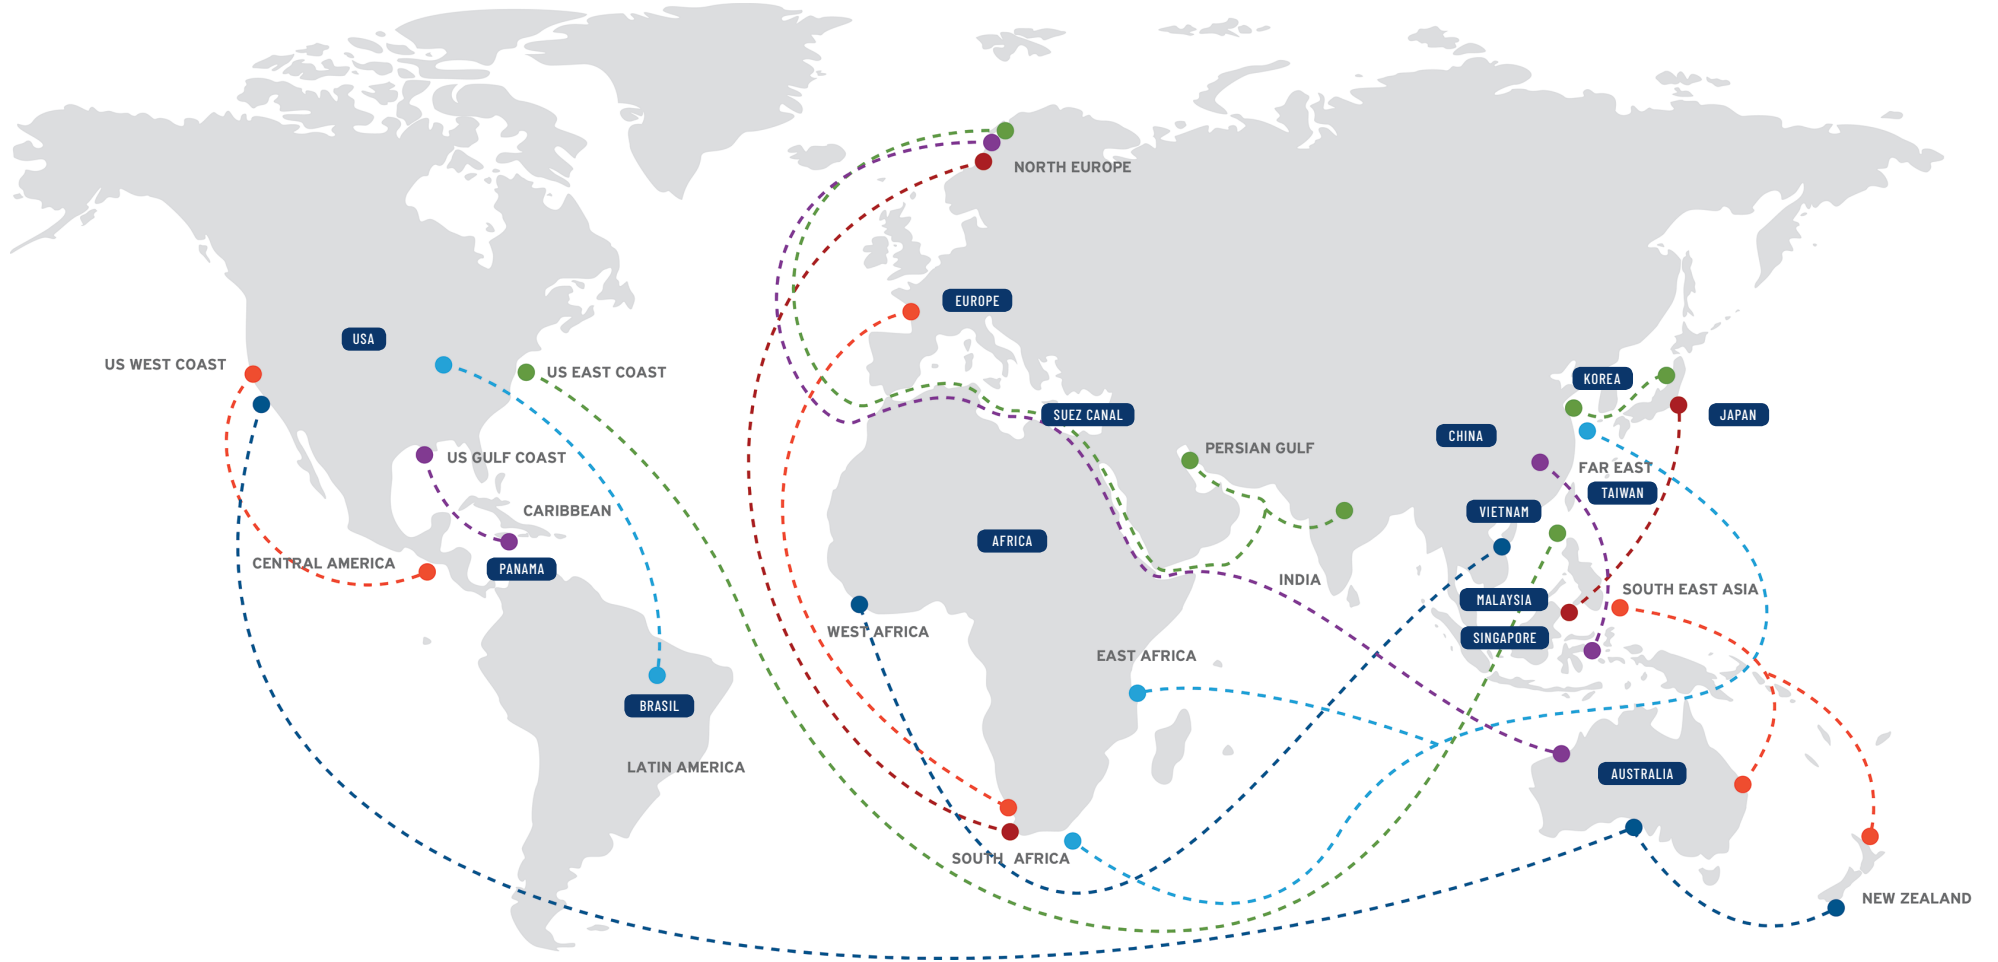 NORTH EUROPE
EUROPE
USA
US WEST COAST
US EAST COAST
KOREA
JAPAN
SUEZ CANAL
CHINA
PERSIAN GULF
US GULF COAST
FAR EAST
TAIWAN
CARIBBEAN
VIETNAM
AFRICA
CENTRAL AMERICA
PANAMA
INDIA
SOUTH EAST ASIA
MALAYSIA
WEST AFRICA
SINGAPORE
EAST AFRICA
BRASIL
LATIN AMERICA
AUSTRALIA
SOUTH AFRICA
NEW ZEALAND